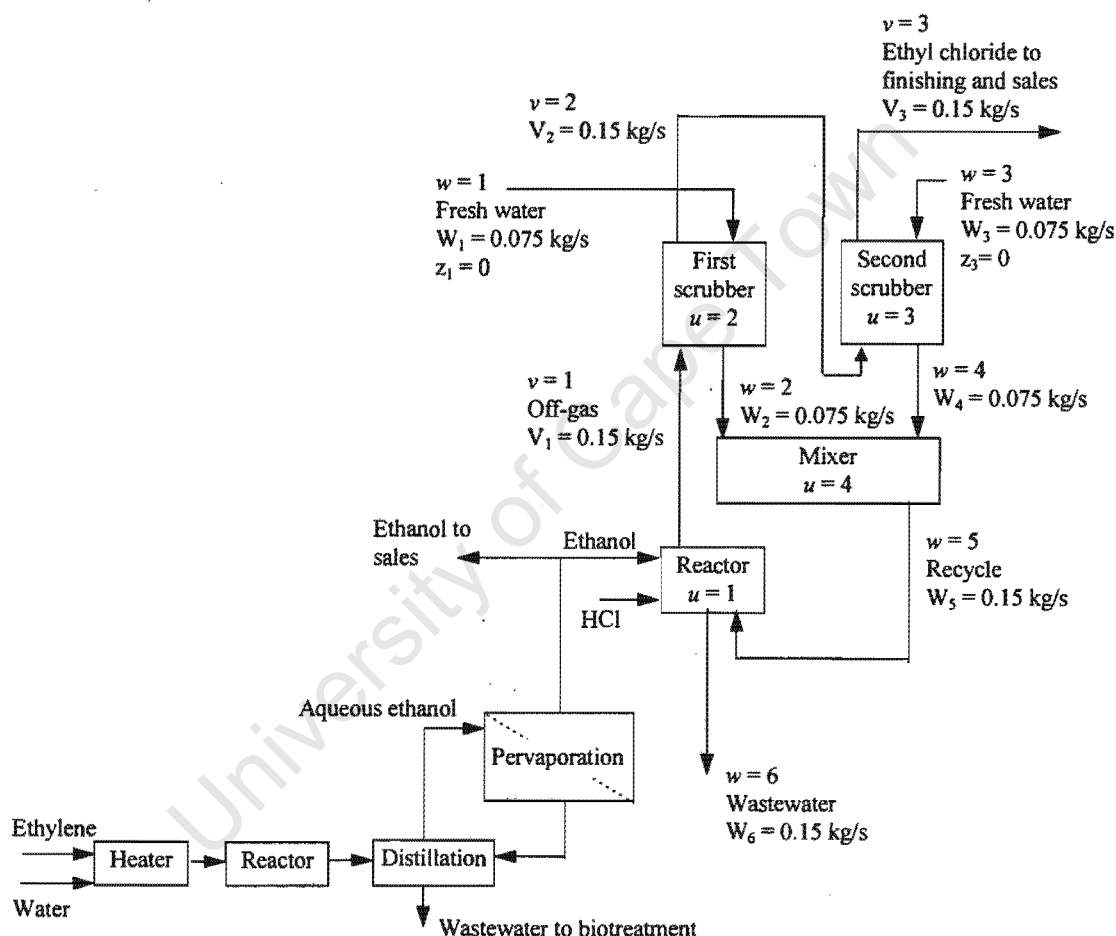 v = 3
Ethyl chloride to
finishing and sales
V₃ = 0.15 kg/s
v = 2
V₂ = 0.15 kg/s
w = 1
Fresh water
W₁ = 0.075 kg/s
z₁ = 0
w = 3
Fresh water
W₃ = 0.075 kg/s
z₃= 0
First
scrubber
u = 2
Second
scrubber
u = 3
v = 1
Off-gas
V₁ = 0.15 kg/s
w = 2
W₂ = 0.075 kg/s
w = 4
W₄ = 0.075 kg/s
Mixer
u = 4
Ethanol to
sales
Ethanol
Reactor
u = 1
HCl
w = 5
Recycle
W₅ = 0.15 kg/s
Aqueous ethanol
Pervaporation
w = 6
Wastewater
W₆ = 0.15 kg/s
Ethylene
Heater
Reactor
Distillation
Water
Wastewater to biotreatment
University of Cape Town